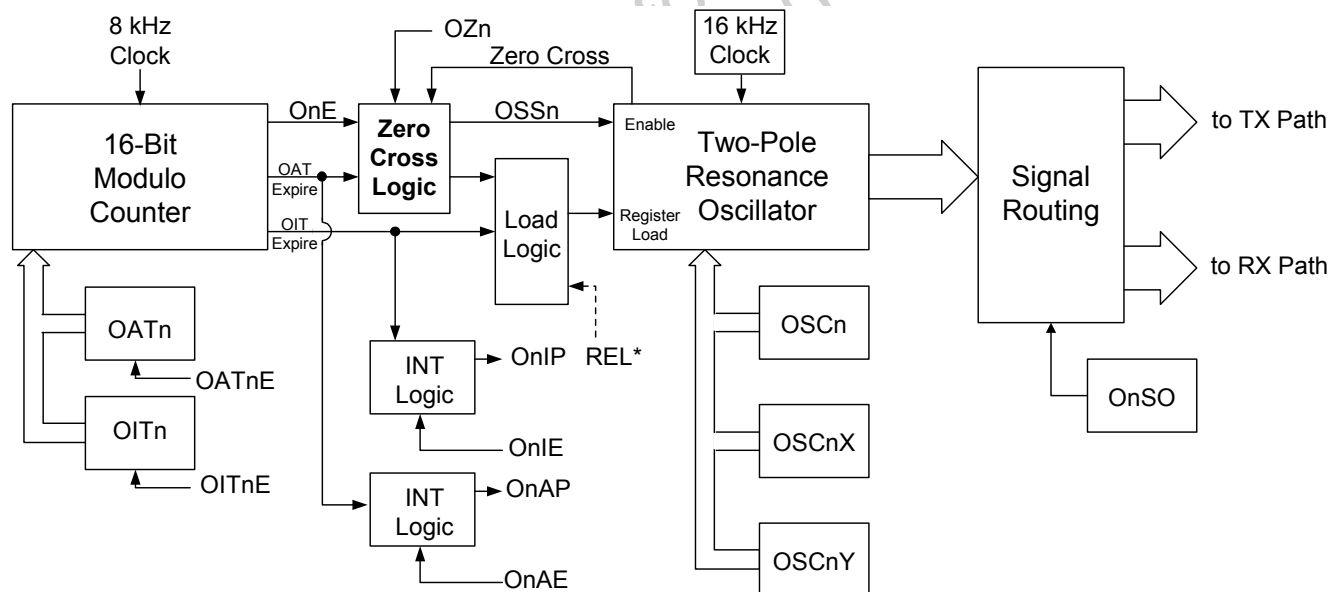 8 kHz
Clock
OZn
16 kHz
Clock
Zero Cross
OnE
OSSn
16-Bit
Modulo
Counter
OAT
Expire
OIT
Expire
Zero
Cross
Logic
Load
Logic
Enable
Register
Load
Two-Pole
Resonance
Oscillator
Signal
Routing
to TX Path
to RX Path
OATn
OATnE
OITn
OITnE
INT
Logic
OnIP
REL*
OnIE
INT
Logic
OnAP
OnAE
OSCn
OSCnX
OSCnY
OnSO